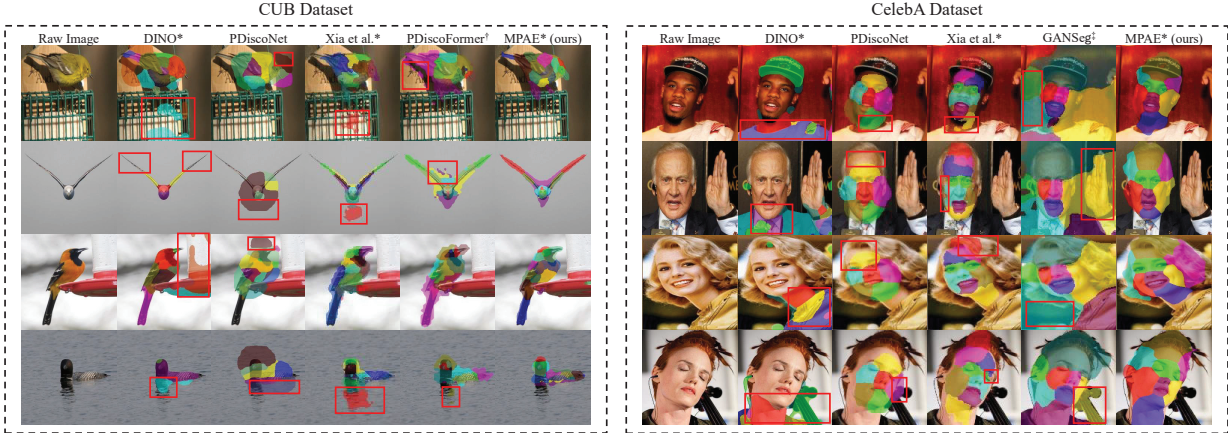 CUB Dataset
Raw Image DINO* PDiscoNet Xia et al.* PDiscoFormer† MPAE* (ours)
CelebA Dataset
Raw Image DINO* PDiscoNet Xia et al.* GANSeg‡ MPAE* (ours)